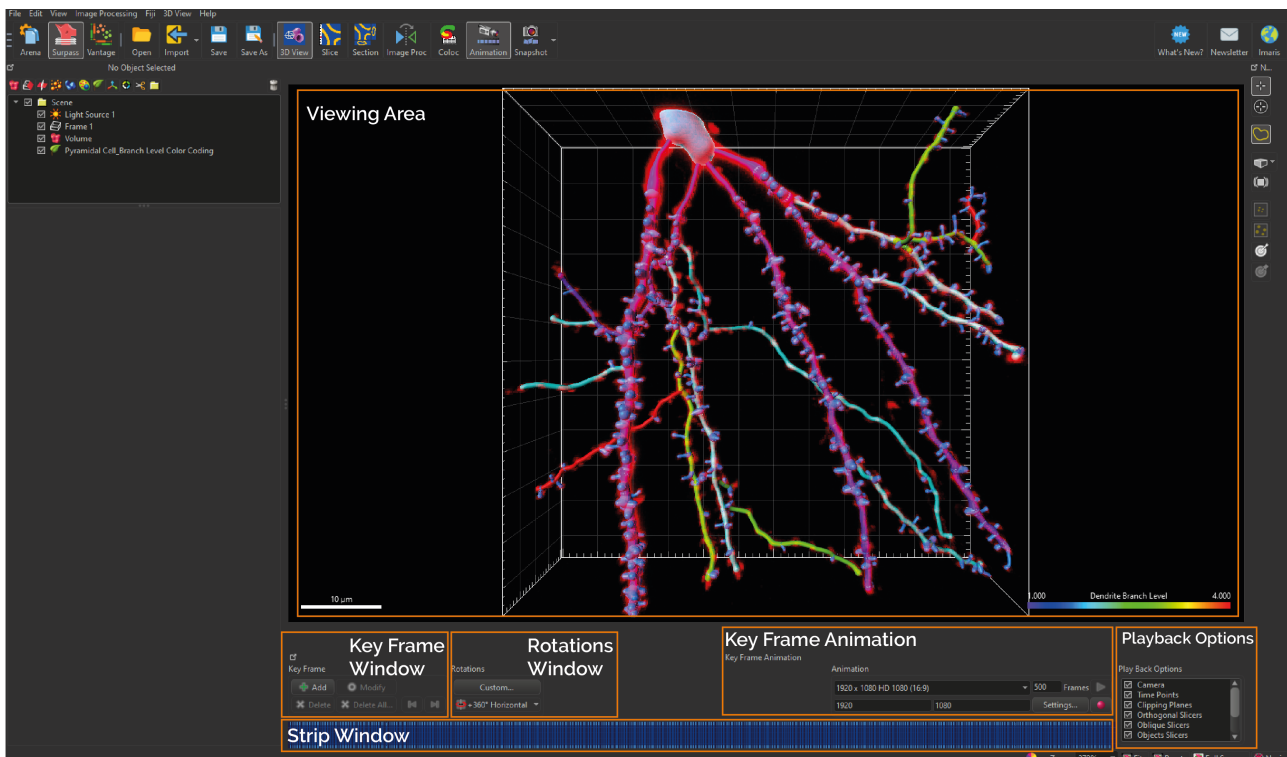 File Edit View Image Processing Fiji 3D View Help
Arena Surpass Vantage Open Import Save Save As 3D View Slice Section Image Proc Coloc Animation Snapshot
NEW
What's New? Newsletter Imaris
No Object Selected
N...
Scene
Light Source 1
Frame 1
Volume
Pyramidal Cell_Branch Level Color Coding
Viewing Area
10 µm
1.000 Dendrite Branch Level 4.000
Key Frame
Window
Key Frame
Add Modify
Delete Delete All...
Rotations
Window
Rotations
Custom...
+360° Horizontal
Key Frame Animation
Key Frame Animation
Animation
1920 x 1080 HD 1080 (16:9) 500 Frames
1920 1080 Settings...
Playback Options
Play Back Options
Camera
Time Points
Clipping Planes
Orthogonal Slicers
Oblique Slicers
Objects Slicers
Strip Window